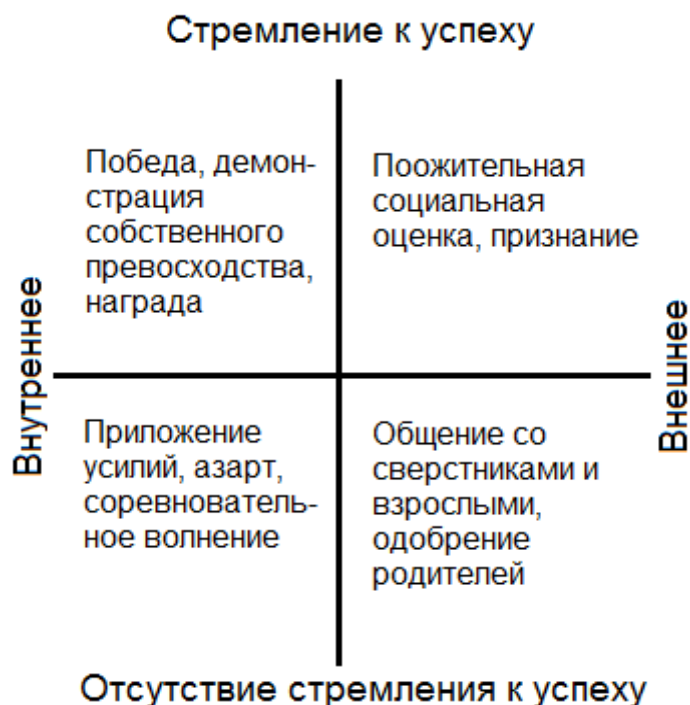 Стремление к успеху
Победа, демон-
страция
собственного
превосходства,
награда
Поожительная
социальная
оценка, признание
Внутреннее
Внешнее
Приложение
усилий, азарт,
соревнователь-
ное волнение
Общение со
сверстниками и
взрослыми,
одобрение
родителей
Отсутствие стремления к успеху